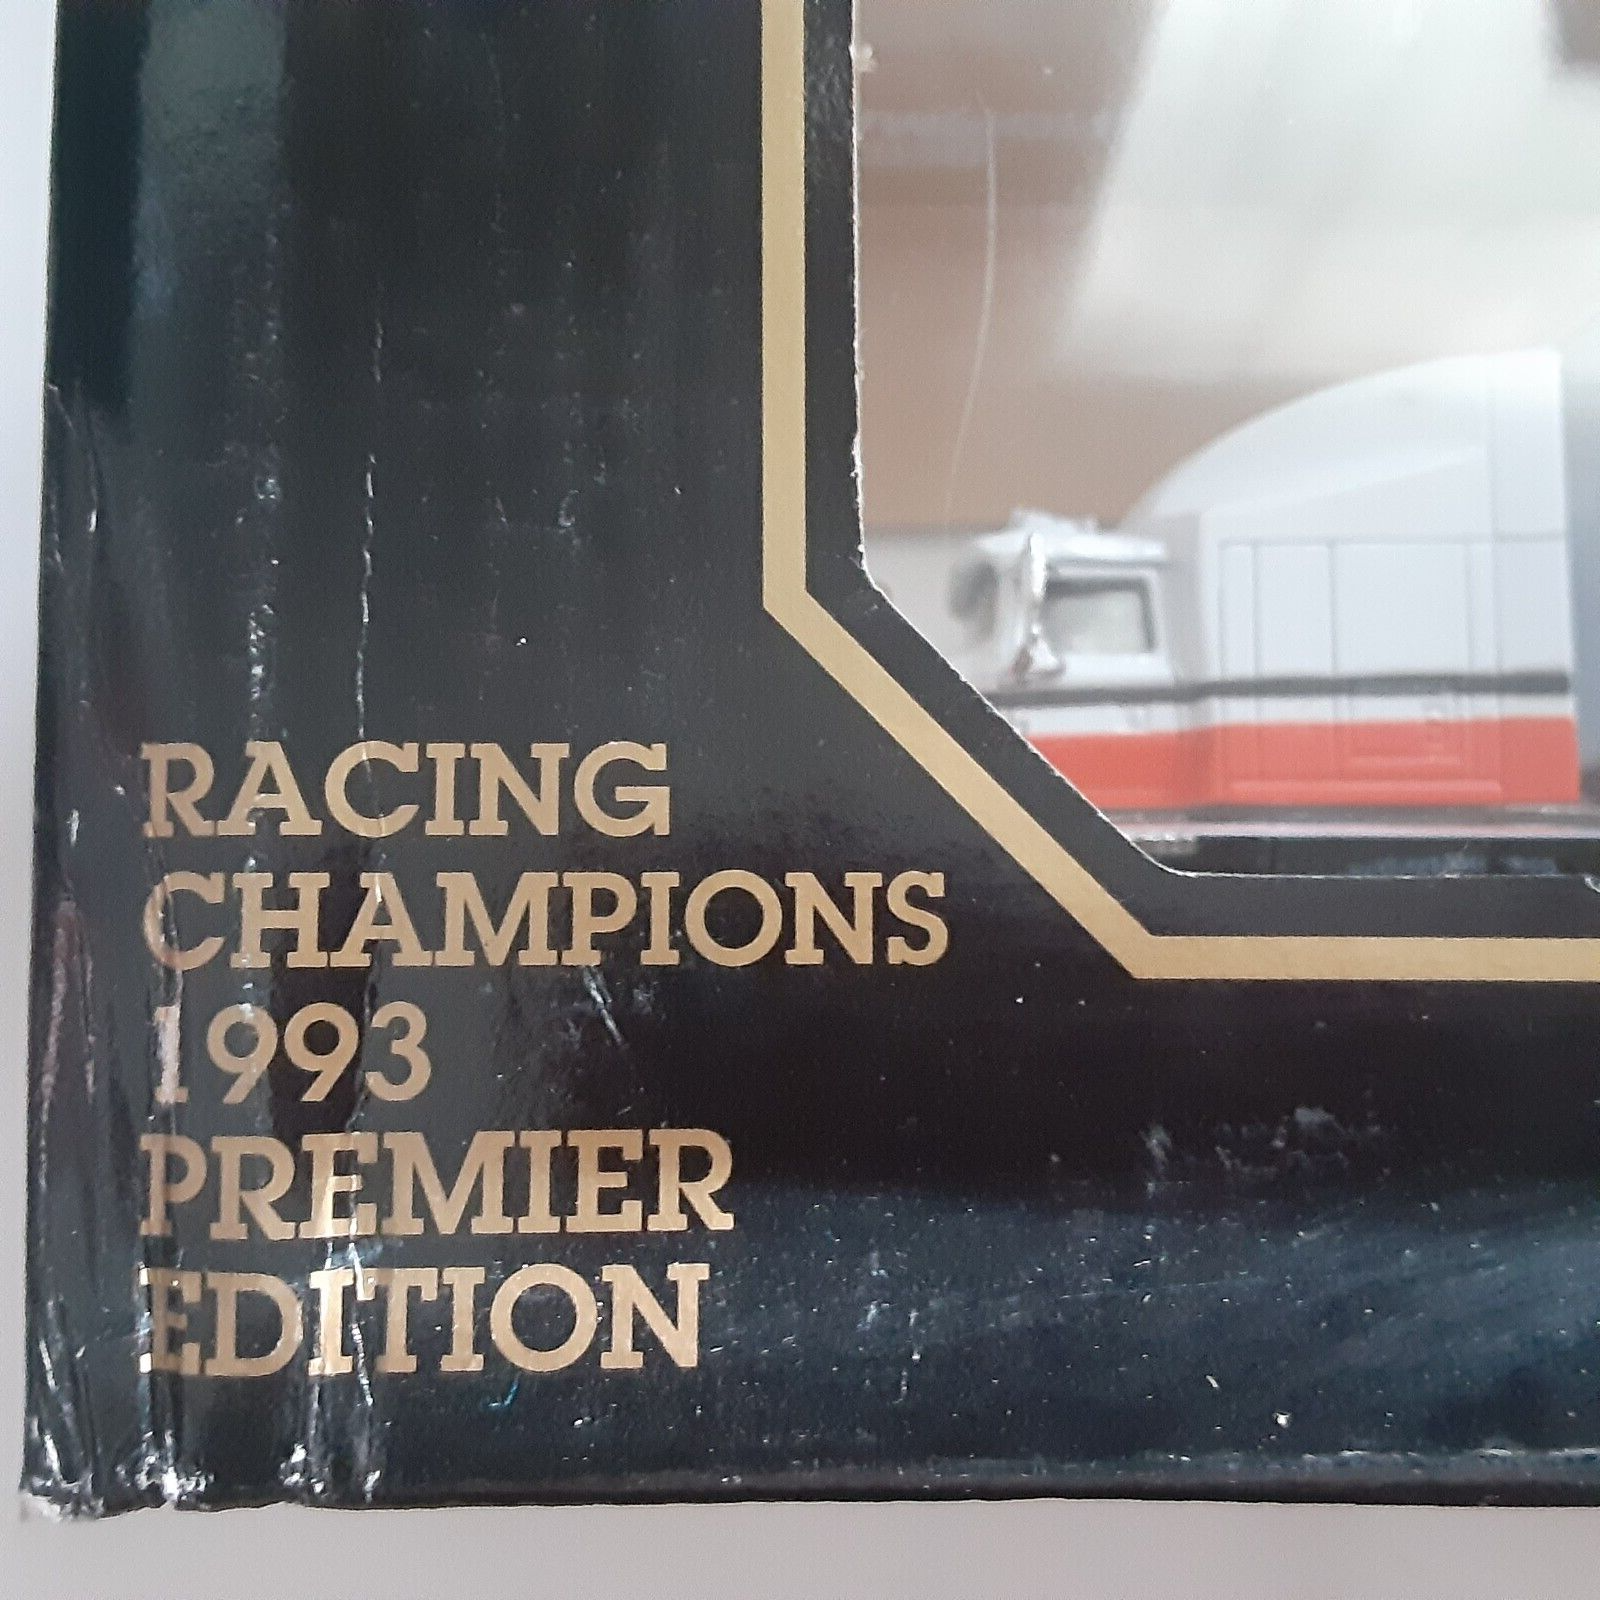 RACING
CHAMPIONS
1993
PREMIER
EDITION